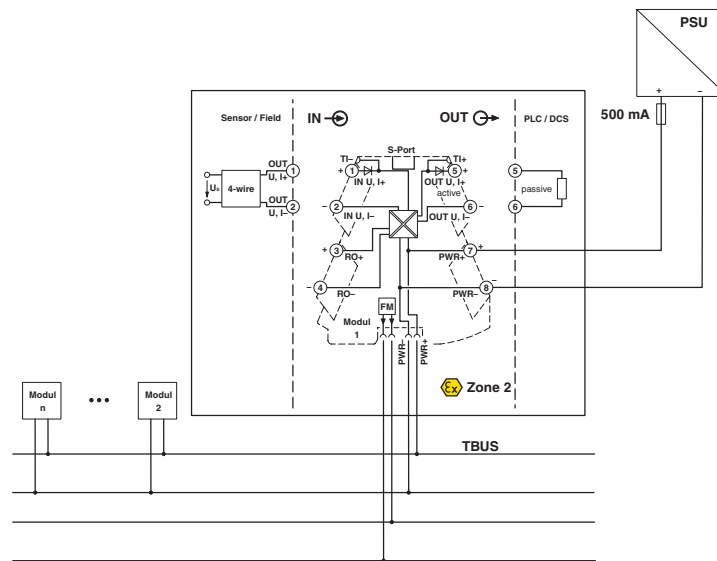 PSU
+ –
500 mA
Sensor / Field
IN
OUT
PLC / DCS
S-Port
TI–
TI+
+ 1
IN U, I+
5 +
OUT U, I+
active
OUT
U, I+
1
Us
4-wire
OUT
U, I–
2
5
passive
6
– 2
IN U, I–
6 –
OUT U, I–
+ 3
RO+
7 +
PWR+
– 4
RO–
8 –
PWR–
FM
Modul
1
PWR–
PWR+
Ex Zone 2
Modul
n
•••
Modul
2
TBUS